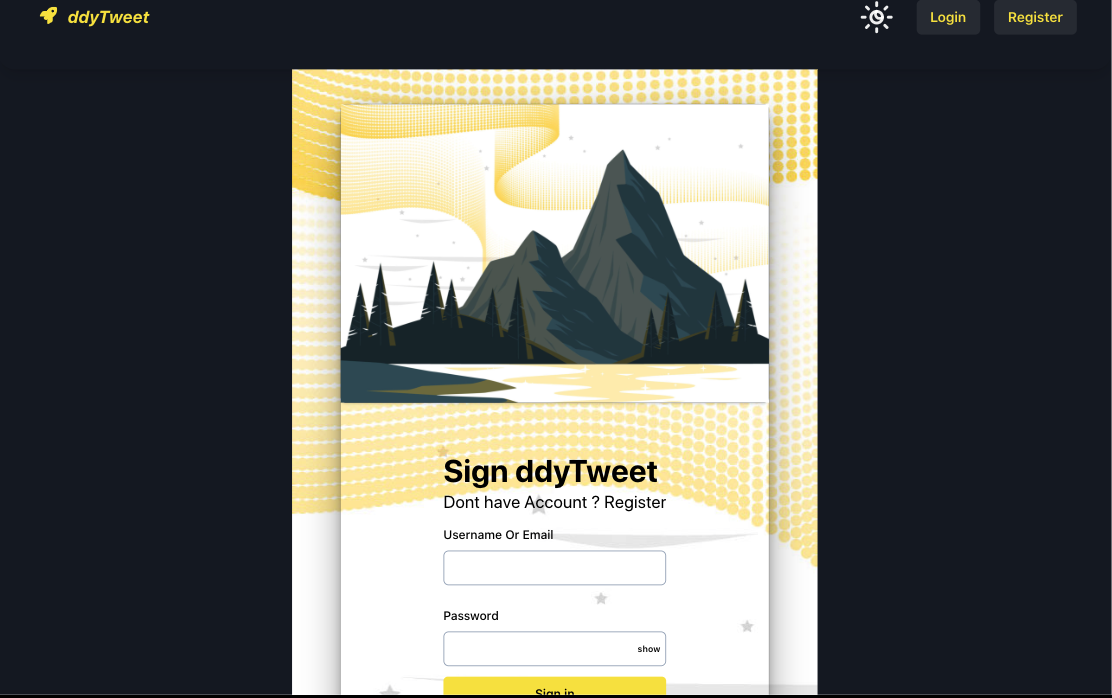 ddyTweet
Login
Register
Sign ddyTweet
Dont have Account ? Register
Username Or Email
Password
show
Sign in